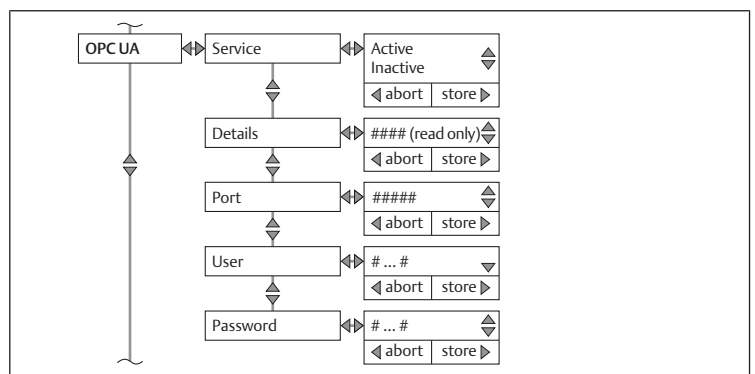 OPC UA
Service
Active
Inactive
abort
store
Details
#### (read only)
abort
store
Port
#####
abort
store
User
# ... #
abort
store
Password
# ... #
abort
store